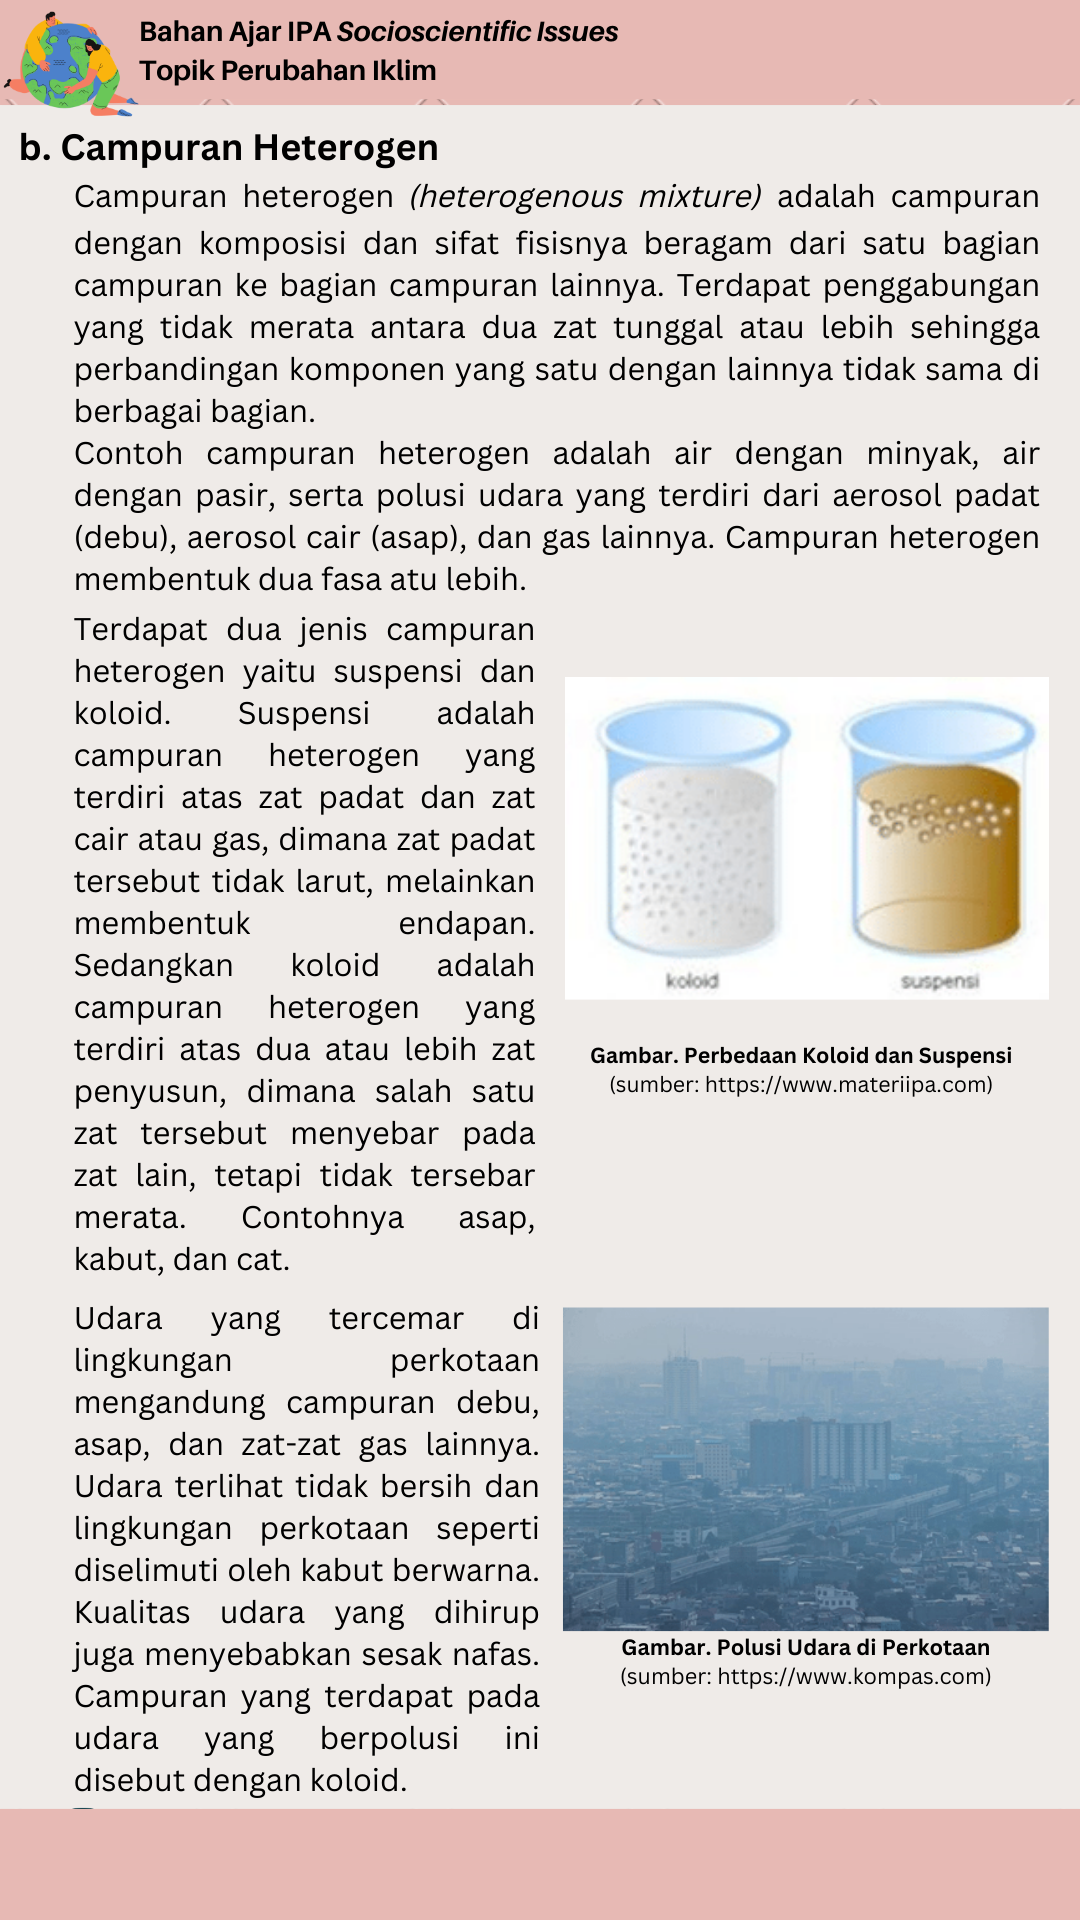 Bahan Ajar IPA Socioscientific Issues
Topik Perubahan Iklim
b. Campuran Heterogen
Campuran heterogen (heterogenous mixture) adalah campuran
dengan komposisi dan sifat fisisnya beragam dari satu bagian
campuran ke bagian campuran lainnya. Terdapat penggabungan
yang tidak merata antara dua zat tunggal atau lebih sehingga
perbandingan komponen yang satu dengan lainnya tidak sama di
berbagai bagian.
Contoh campuran heterogen adalah air dengan minyak, air
dengan pasir, serta polusi udara yang terdiri dari aerosol padat
(debu), aerosol cair (asap), dan gas lainnya. Campuran heterogen
membentuk dua fasa atu lebih.
Terdapat dua jenis campuran
heterogen yaitu suspensi dan
koloid. Suspensi adalah
campuran heterogen yang
terdiri atas zat padat dan zat
cair atau gas, dimana zat padat
tersebut tidak larut, melainkan
membentuk endapan.
Sedangkan koloid adalah
campuran heterogen yang
terdiri atas dua atau lebih zat
penyusun, dimana salah satu
zat tersebut menyebar pada
zat lain, tetapi tidak tersebar
merata. Contohnya asap,
kabut, dan cat.
koloid
suspensi
Gambar. Perbedaan Koloid dan Suspensi
(sumber: https://www.materiipa.com)
Udara yang tercemar di
lingkungan perkotaan
mengandung campuran debu,
asap, dan zat-zat gas lainnya.
Udara terlihat tidak bersih dan
lingkungan perkotaan seperti
diselimuti oleh kabut berwarna.
Kualitas udara yang dihirup
juga menyebabkan sesak nafas.
Campuran yang terdapat pada
udara yang berpolusi ini
disebut dengan koloid.
Gambar. Polusi Udara di Perkotaan
(sumber: https://www.kompas.com)